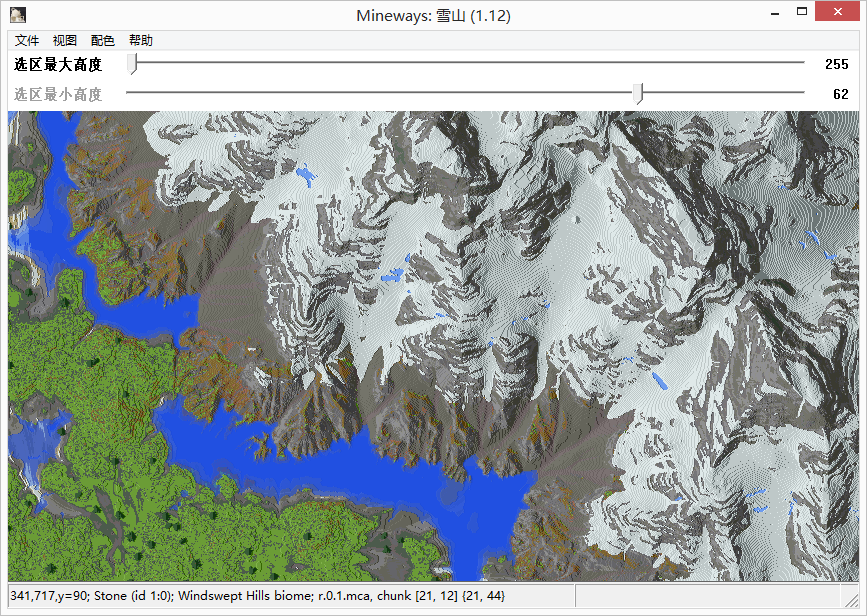 Mineways: 雪山 (1.12)
文件 视图 配色 帮助
选区最大高度 255
选区最小高度 62
341,717,y=90; Stone (id 1:0); Windswept Hills biome; r.0.1.mca, chunk [21, 12] {21, 44}